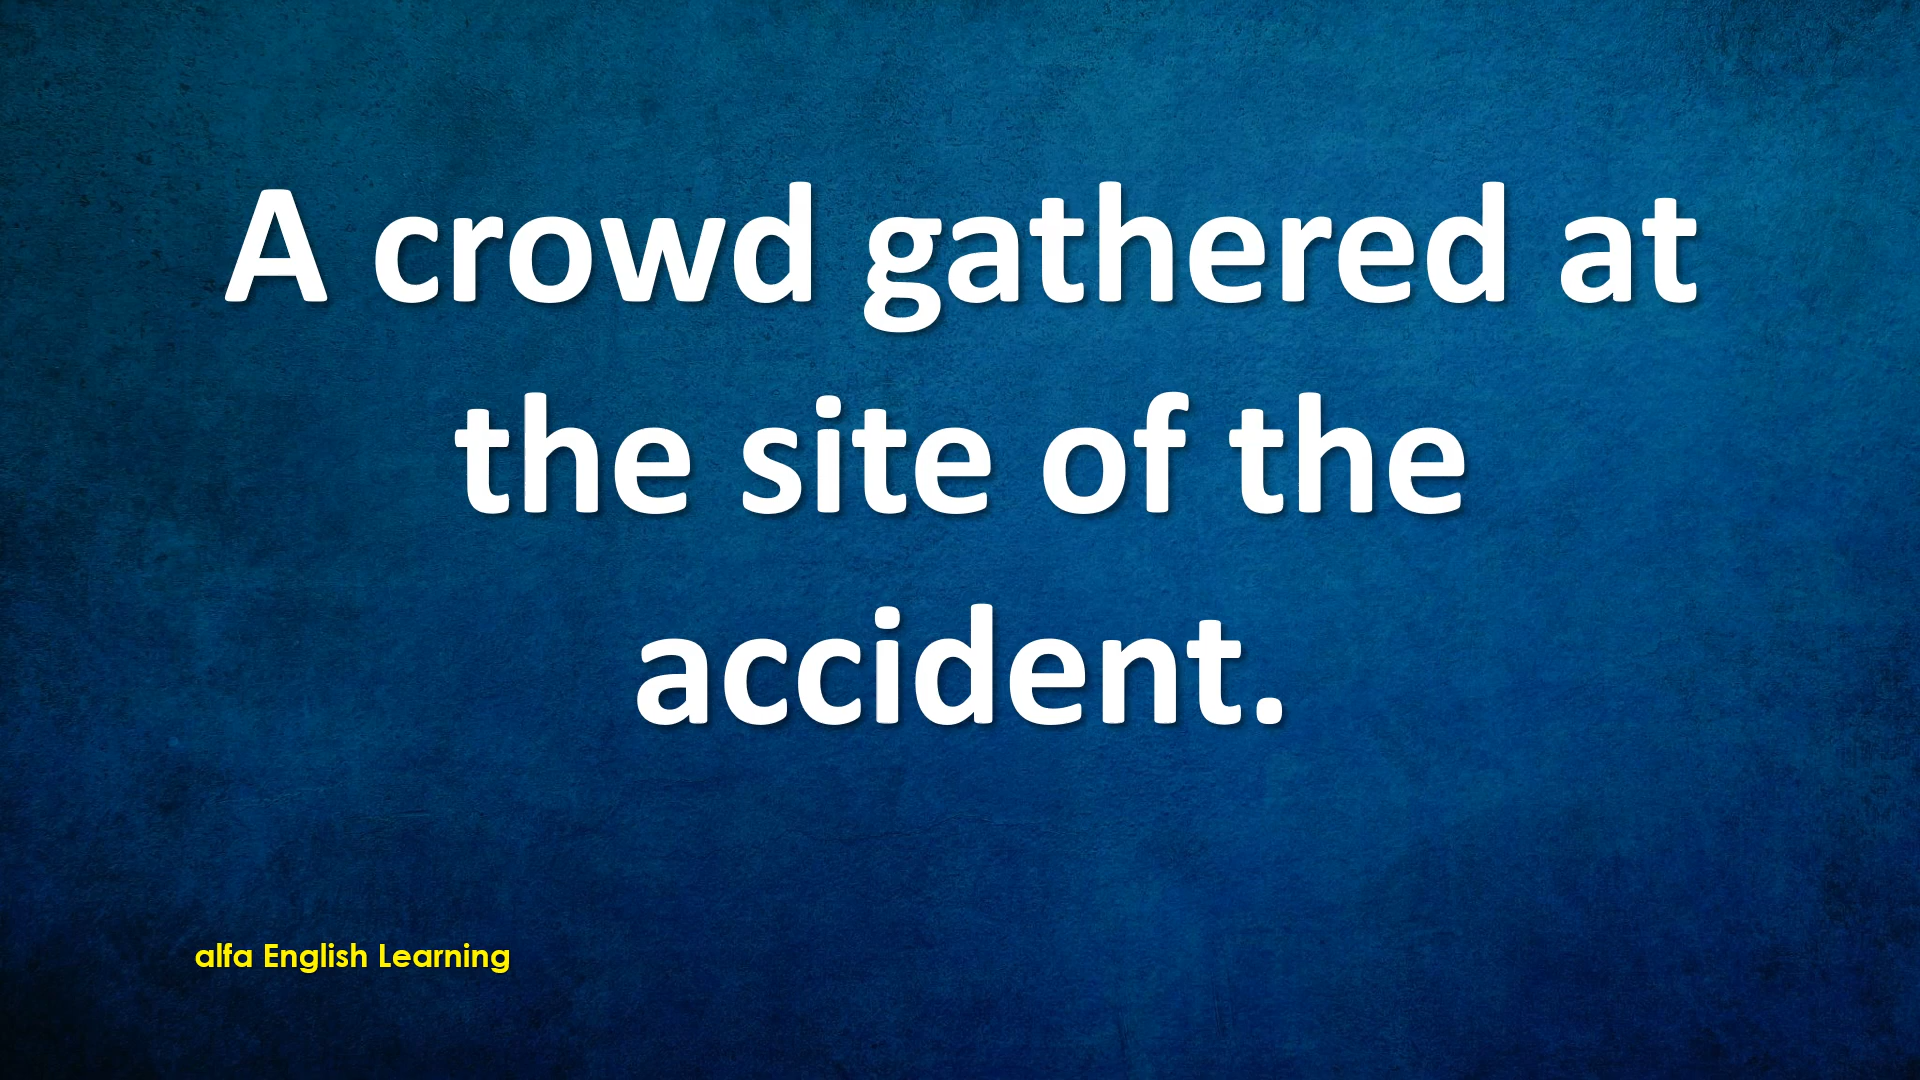 A crowd gathered at
the site of the
accident.
alfa English Learning